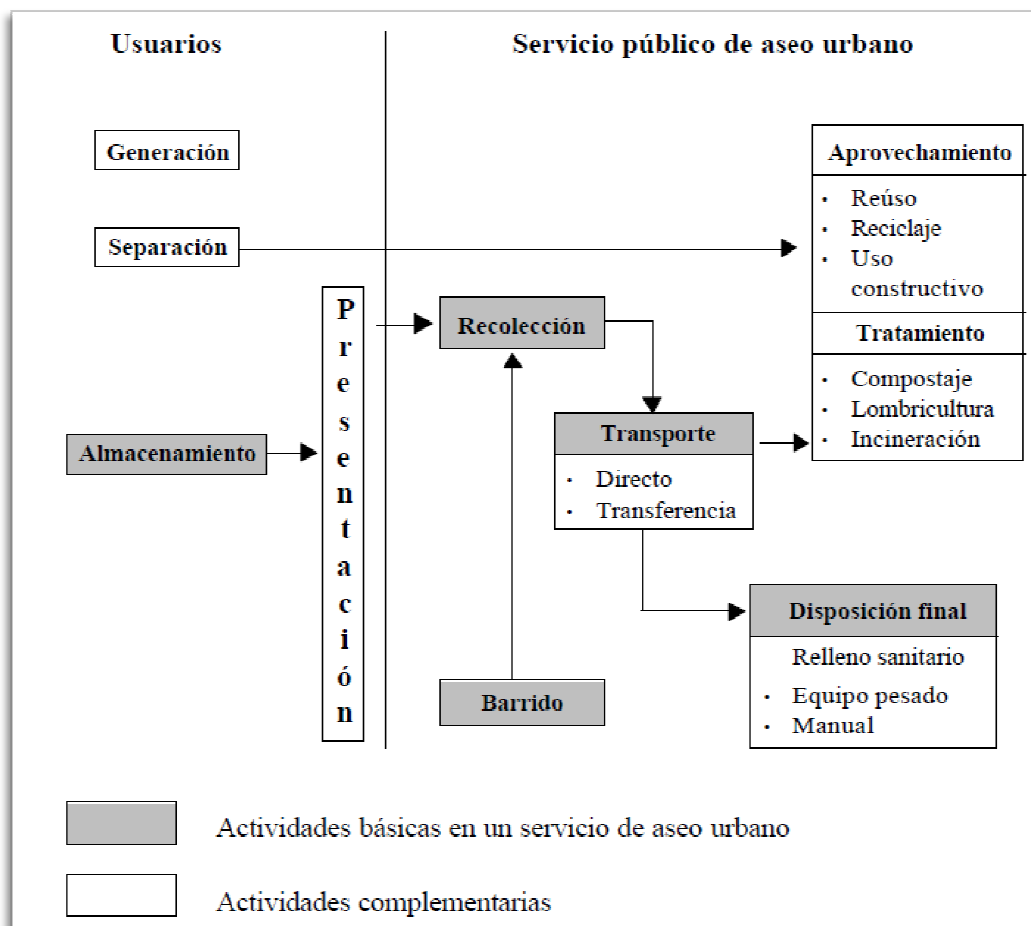 Usuarios
Servicio público de aseo urbano
Generación
Separación
Almacenamiento
Presentación
Recolección
Barrido
Transporte
• Directo
• Transferencia
Aprovechamiento
• Reúso
• Reciclaje
• Uso
constructivo
Tratamiento
• Compostaje
• Lombricultura
• Incineración
Disposición final
Relleno sanitario
• Equipo pesado
• Manual
Actividades básicas en un servicio de aseo urbano
Actividades complementarias